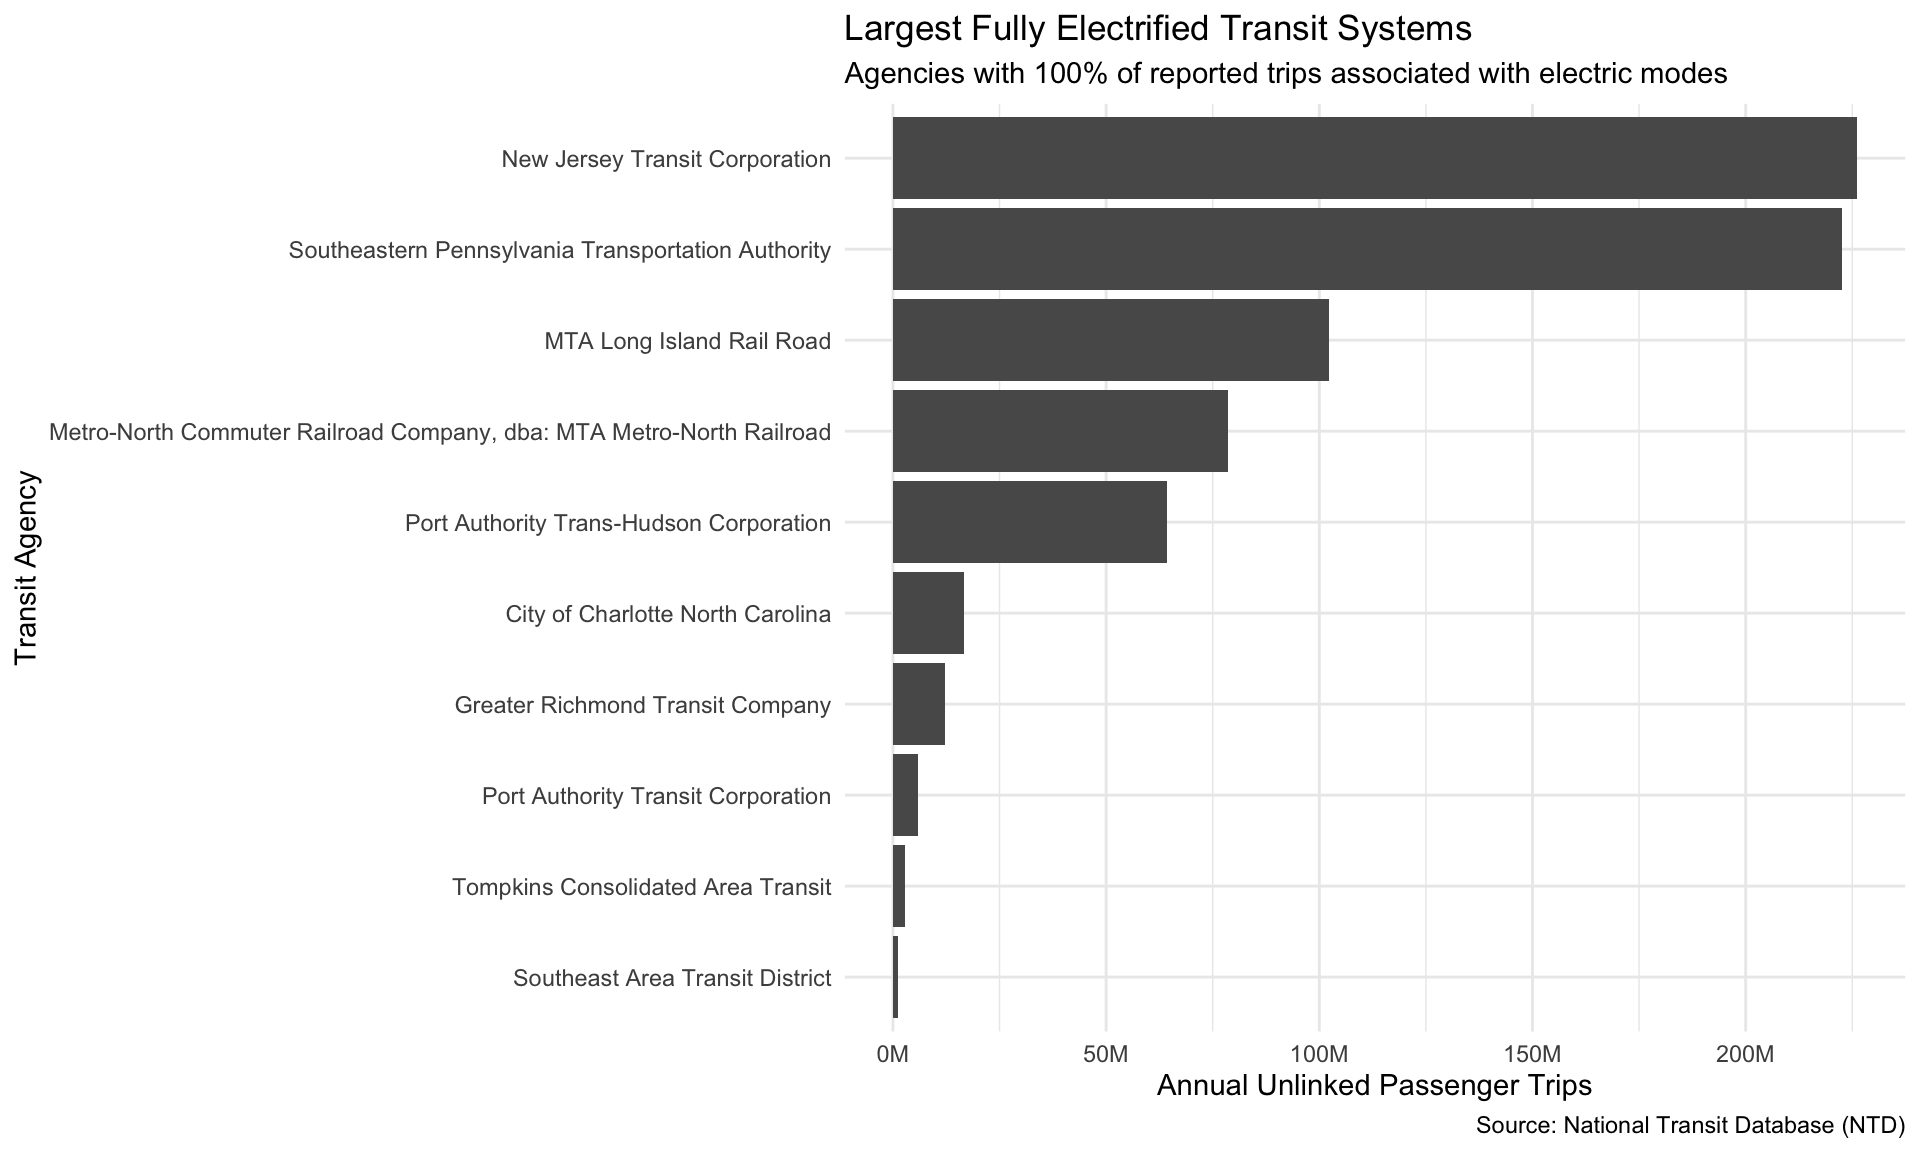 Largest Fully Electrified Transit Systems
Agencies with 100% of reported trips associated with electric modes
Transit Agency
New Jersey Transit Corporation
Southeastern Pennsylvania Transportation Authority
MTA Long Island Rail Road
Metro-North Commuter Railroad Company, dba: MTA Metro-North Railroad
Port Authority Trans-Hudson Corporation
City of Charlotte North Carolina
Greater Richmond Transit Company
Port Authority Transit Corporation
Tompkins Consolidated Area Transit
Southeast Area Transit District
0M 50M 100M 150M 200M
Annual Unlinked Passenger Trips
Source: National Transit Database (NTD)